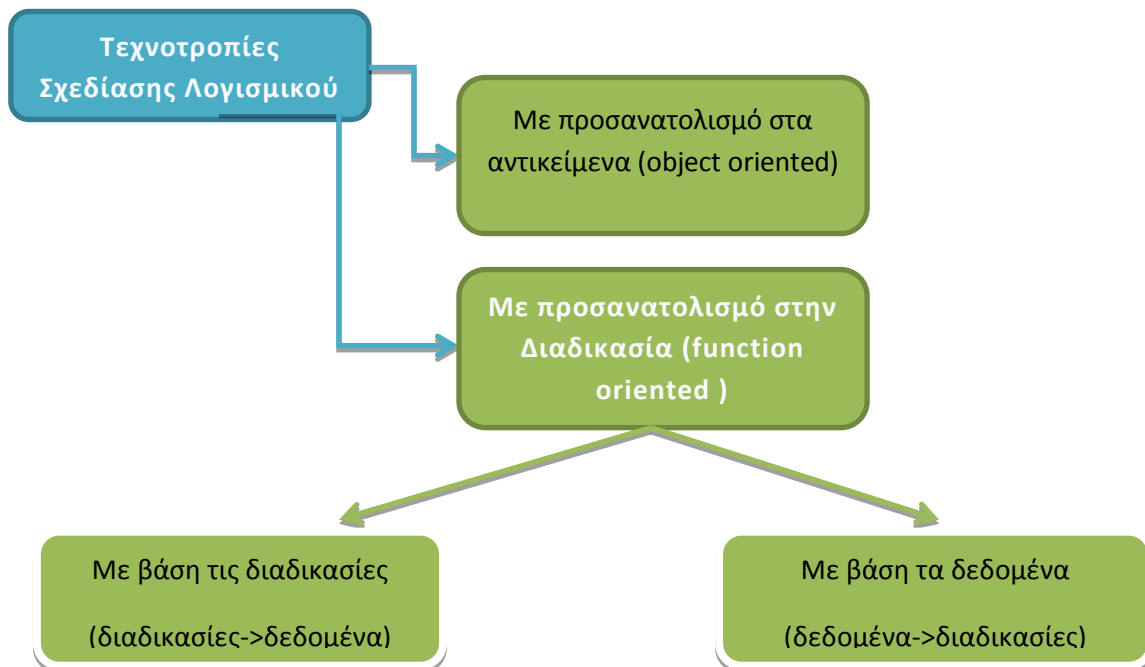 Τεχνοτροπίες
Σχεδίασης Λογισμικού
Με προσανατολισμό στα
αντικείμενα (object oriented)
Με προσανατολισμό στην
Διαδικασία (function
oriented )
Με βάση τις διαδικασίες
(διαδικασίες->δεδομένα)
Με βάση τα δεδομένα
(δεδομένα->διαδικασίες)